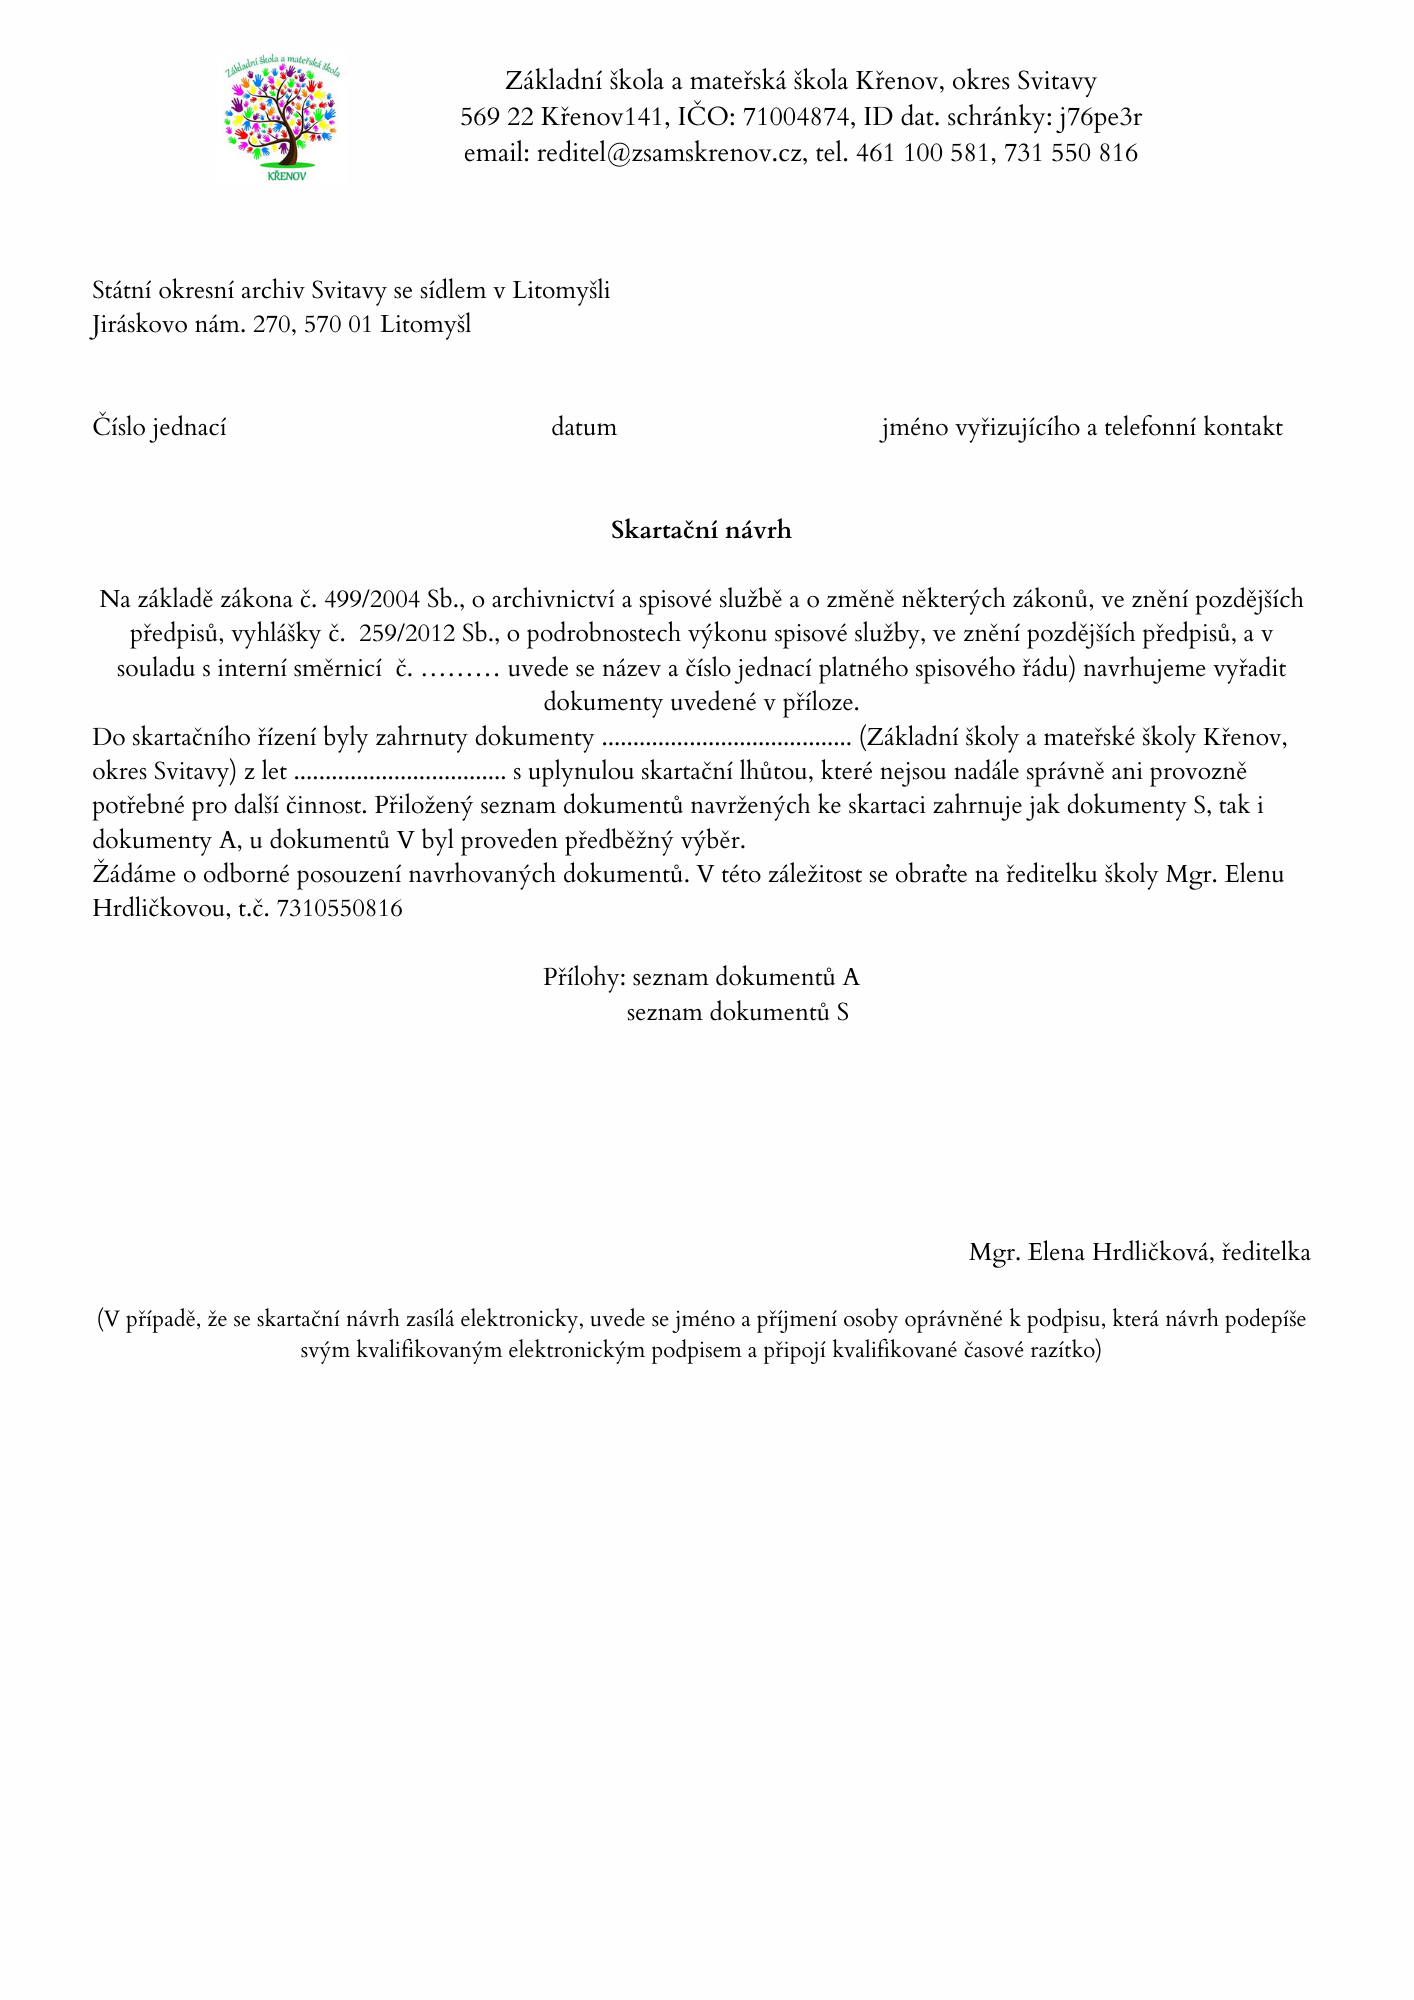 Základní škola a mateřská škola
KŘENOV
Základní škola a mateřská škola Křenov, okres Svitavy
569 22 Křenov141, IČO: 71004874, ID dat. schránky: j76pe3r
email: reditel@zsamskrenov.cz, tel. 461 100 581, 731 550 816
Státní okresní archiv Svitavy se sídlem v Litomyšli
Jiráskovo nám. 270, 570 01 Litomyšl
Číslo jednací datum jméno vyřizujícího a telefonní kontakt
Skartační návrh
Na základě zákona č. 499/2004 Sb., o archivnictví a spisové službě a o změně některých zákonů, ve znění pozdějších
předpisů, vyhlášky č. 259/2012 Sb., o podrobnostech výkonu spisové služby, ve znění pozdějších předpisů, a v
souladu s interní směrnicí č. ……… uvede se název a číslo jednací platného spisového řádu) navrhujeme vyřadit
dokumenty uvedené v příloze.
Do skartačního řízení byly zahrnuty dokumenty ........................................ (Základní školy a mateřské školy Křenov,
okres Svitavy) z let .................................. s uplynulou skartační lhůtou, které nejsou nadále správně ani provozně
potřebné pro další činnost. Přiložený seznam dokumentů navržených ke skartaci zahrnuje jak dokumenty S, tak i
dokumenty A, u dokumentů V byl proveden předběžný výběr.
Žádáme o odborné posouzení navrhovaných dokumentů. V této záležitost se obraťte na ředitelku školy Mgr. Elenu
Hrdličkovou, t.č. 7310550816
Přílohy: seznam dokumentů A
seznam dokumentů S
Mgr. Elena Hrdličková, ředitelka
(V případě, že se skartační návrh zasílá elektronicky, uvede se jméno a příjmení osoby oprávněné k podpisu, která návrh podepíše
svým kvalifikovaným elektronickým podpisem a připojí kvalifikované časové razítko)